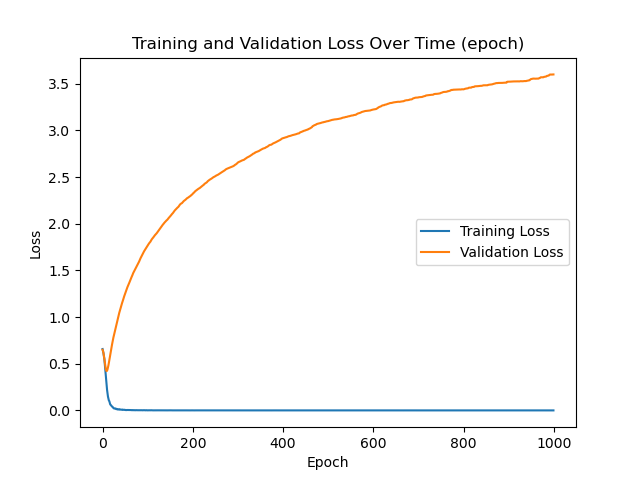 Training and Validation Loss Over Time (epoch)
Loss
3.5
3.0
2.5
2.0
1.5
1.0
0.5
0.0
Training Loss
Validation Loss
0 200 400 600 800 1000
Epoch